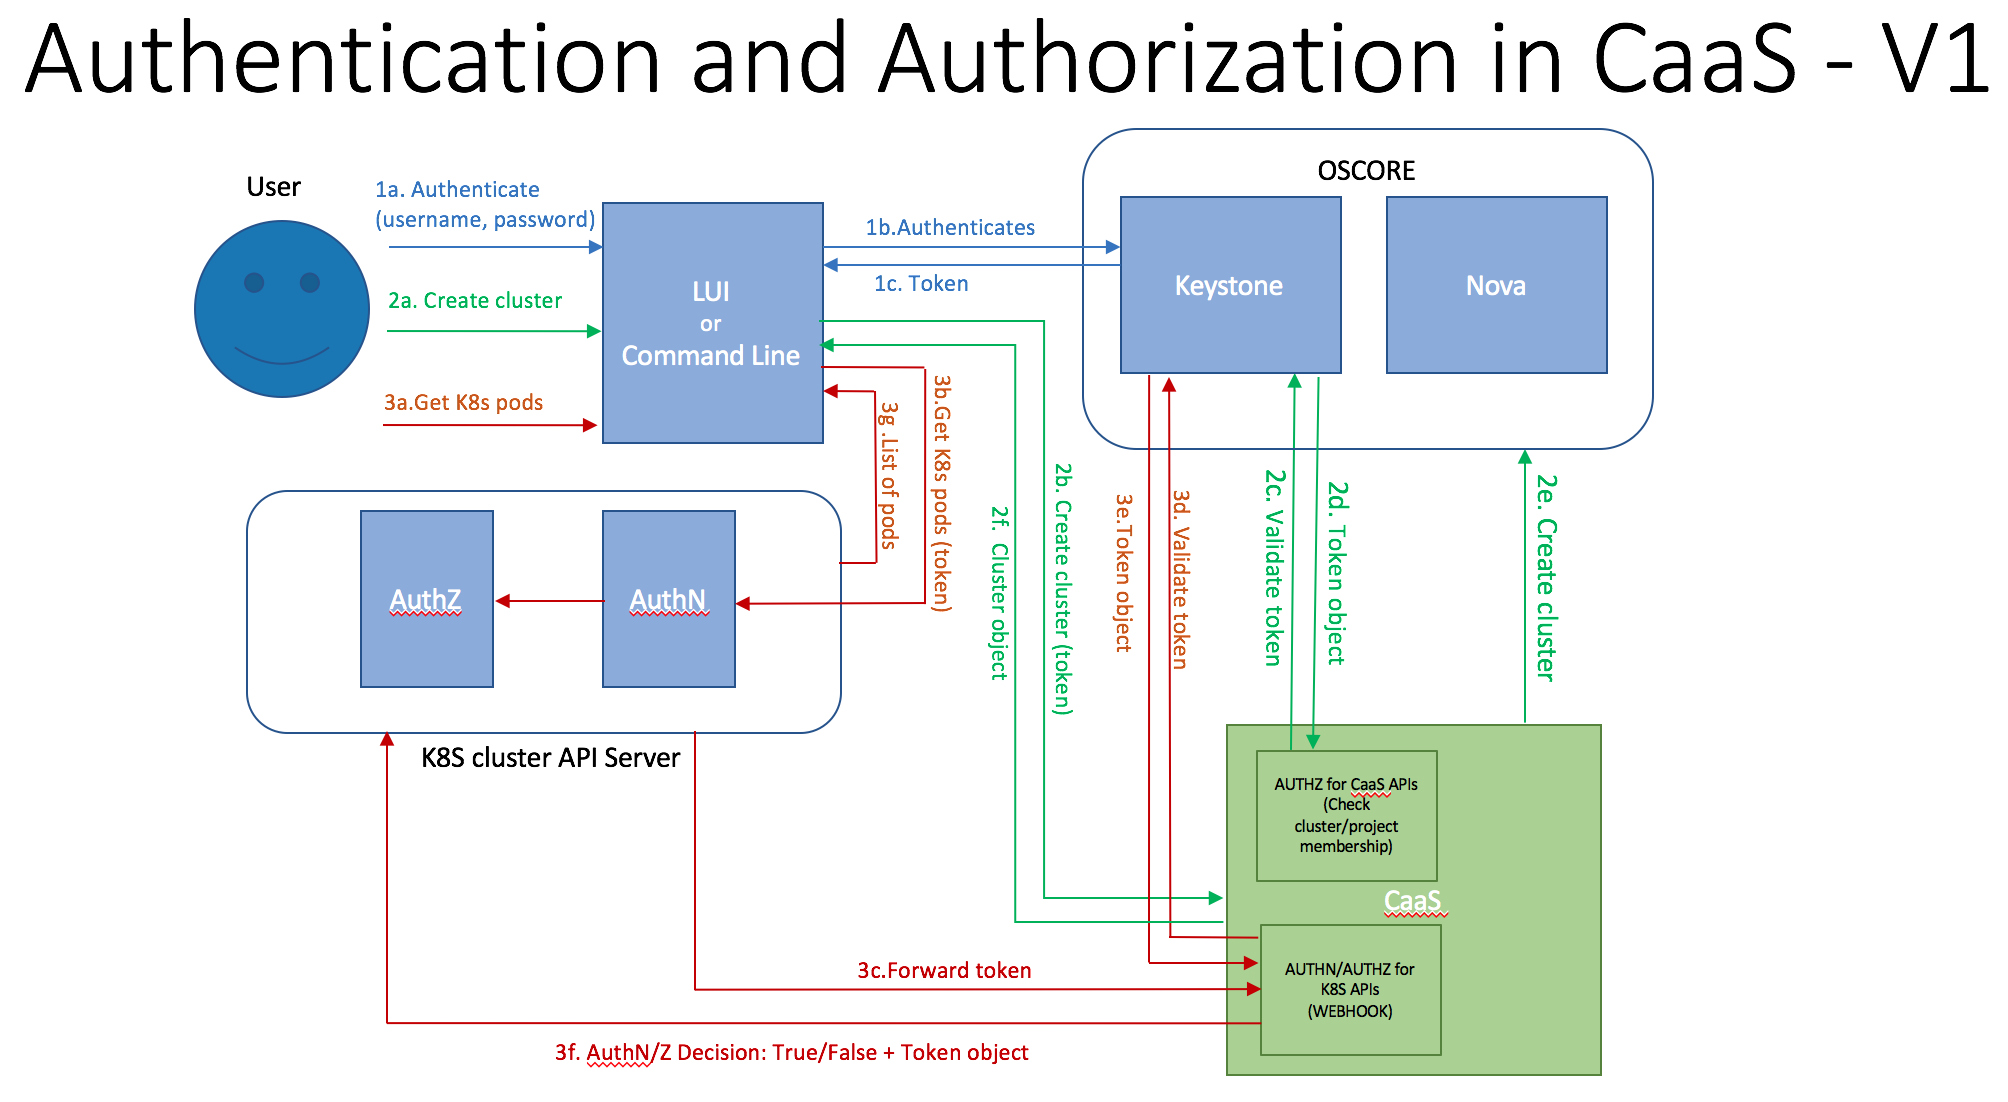 Authentication and Authorization in CaaS - V1
User
1a. Authenticate
(username, password)
2a. Create cluster
3a.Get K8s pods
LUI
or
Command Line
1b.Authenticates
1c. Token
OSCORE
Keystone
Nova
3g .List of pods
3b.Get K8s pods (token)
2f.  Cluster object
2b. Create cluster (token)
3e.Token object
3d. Validate token
2c. Validate token
2d. Token object
2e. Create cluster
AuthZ
AuthN
K8S cluster API Server
AUTHZ for CaaS APIs
(Check
cluster/project
membership)
CaaS
AUTHN/AUTHZ for
K8S APIs
(WEBHOOK)
3c.Forward token
3f. AuthN/Z Decision: True/False + Token object